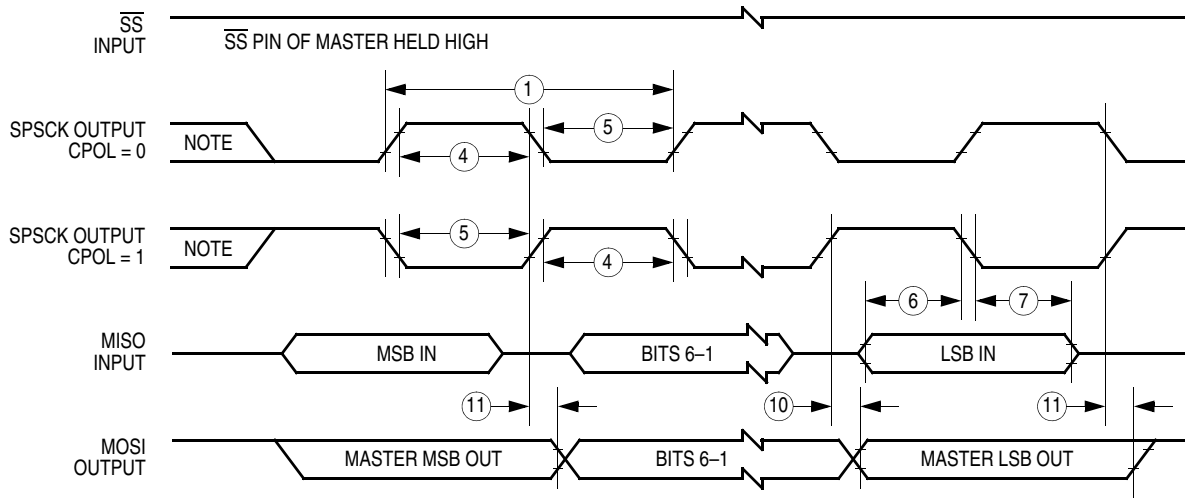 SS
INPUT
SS PIN OF MASTER HELD HIGH
1
SPSCK OUTPUT
CPOL = 0
NOTE
4
5
SPSCK OUTPUT
CPOL = 1
NOTE
5
4
6
7
MISO
INPUT
MSB IN
BITS 6–1
LSB IN
11
10
11
MOSI
OUTPUT
MASTER MSB OUT
BITS 6–1
MASTER LSB OUT